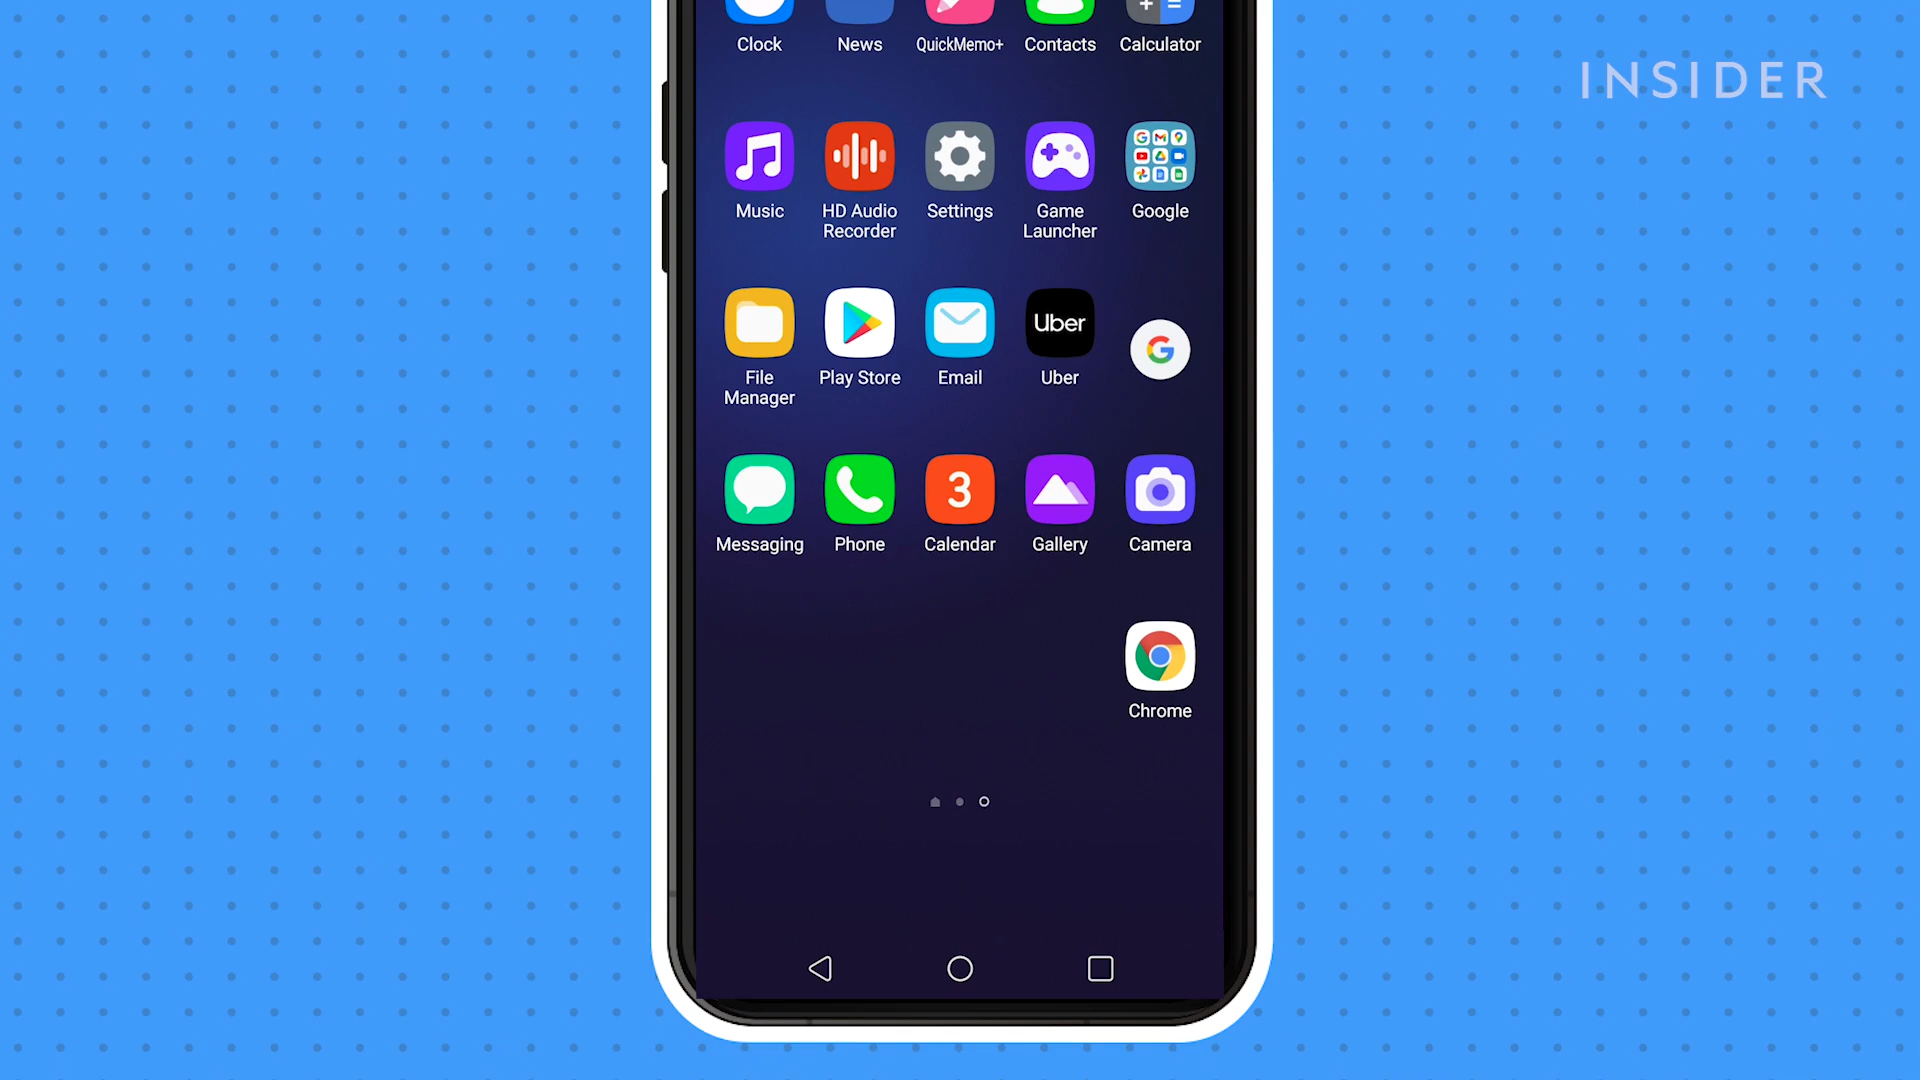 Clock News QuickMemo+ Contacts Calculator
INSIDER
Music HD Audio Settings Game Google
Recorder Launcher
Uber
G
File Play Store Email Uber
Manager
3
Messaging Phone Calendar Gallery Camera
Chrome